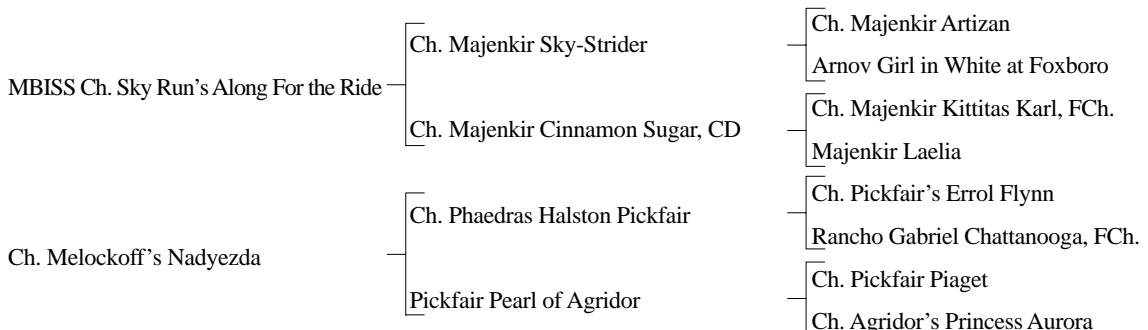 Ch. Majenkir Artizan
Ch. Majenkir Sky-Strider
Arnov Girl in White at Foxboro
MBISS Ch. Sky Run's Along For the Ride
Ch. Majenkir Kittitas Karl, FCh.
Ch. Majenkir Cinnamon Sugar, CD
Majenkir Laelia
Ch. Pickfair's Errol Flynn
Ch. Phaedras Halston Pickfair
Rancho Gabriel Chattanooga, FCh.
Ch. Melockoff's Nadyezda
Ch. Pickfair Piaget
Pickfair Pearl of Agridor
Ch. Agridor's Princess Aurora